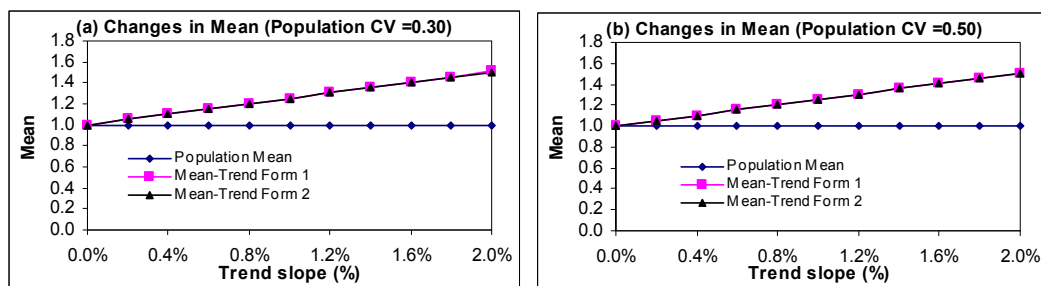 (a) Changes in Mean (Population CV =0.30)
1.8
1.6
1.4
1.2
1.0
0.8
0.6
0.4
0.2
0.0
Mean
Population Mean
Mean-Trend Form 1
Mean-Trend Form 2
0.0% 0.4% 0.8% 1.2% 1.6% 2.0%
Trend slope (%)
(b) Changes in Mean (Population CV =0.50)
1.8
1.6
1.4
1.2
1.0
0.8
0.6
0.4
0.2
0.0
Mean
Population Mean
Mean-Trend Form 1
Mean-Trend Form 2
0.0% 0.4% 0.8% 1.2% 1.6% 2.0%
Trend slope (%)